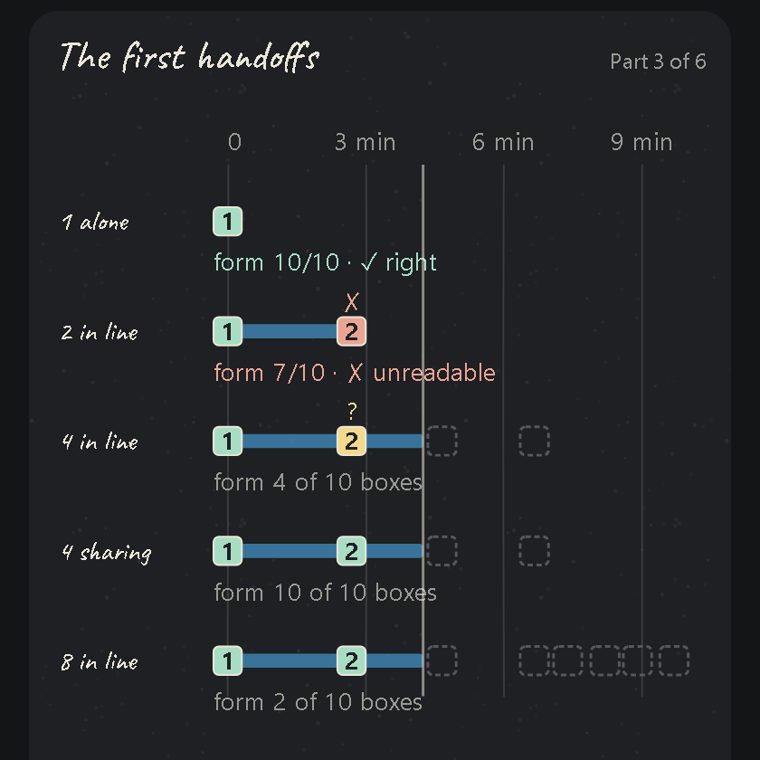 The first handoffs
Part 3 of 6
0 3 min 6 min 9 min
1 alone 1
form 10/10 · ✓ right
✗
2 in line 1 2
form 7/10 · ✗ unreadable
?
4 in line 1 2
form 4 of 10 boxes
4 sharing 1 2
form 10 of 10 boxes
8 in line 1 2
form 2 of 10 boxes